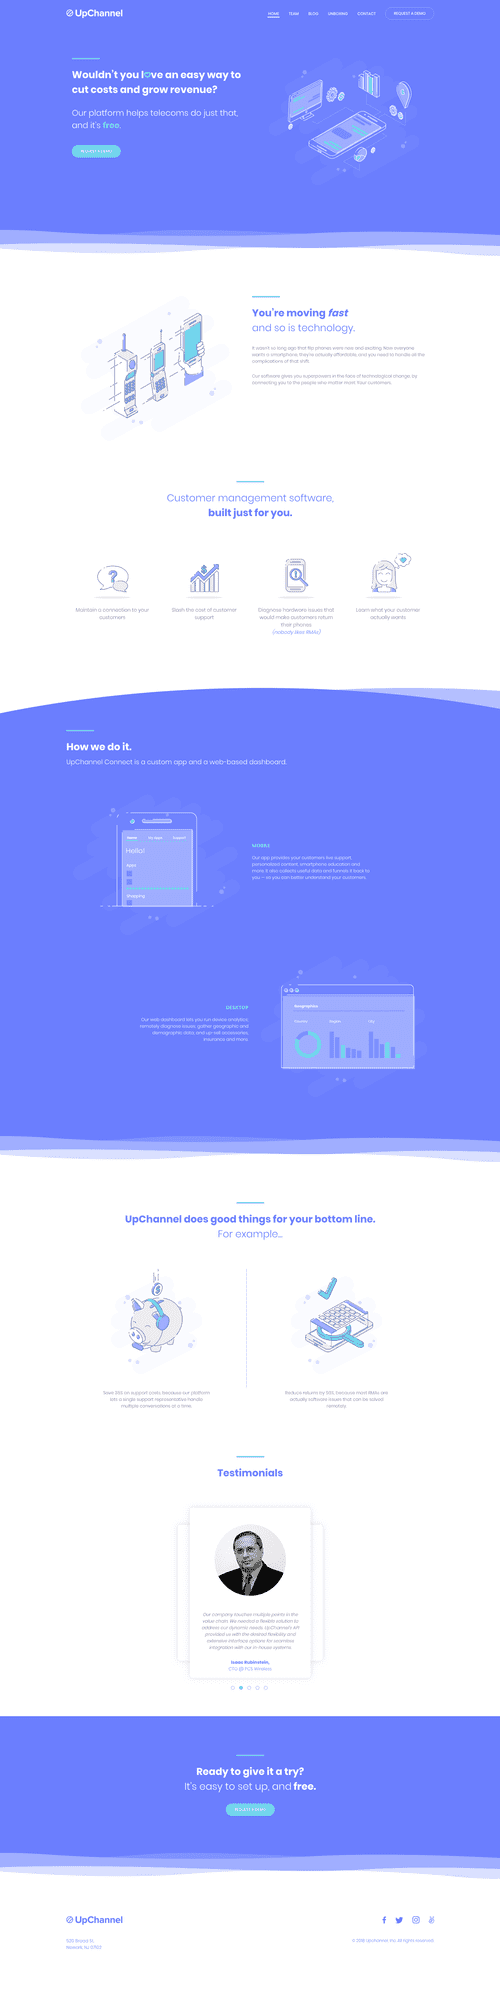 UpChannel
HOME TEAM BLOG UNBOXING CONTACT REQUEST A DEMO
Wouldn't you love an easy way to
cut costs and grow revenue?
Our platform helps telecoms do just that,
and it's free.
REQUEST A DEMO
You're moving fast
and so is technology.
It wasn't so long ago that flip phones were new and exciting. Now everyone
wants a smartphone, they're actually affordable, and you need to handle all the
complications of that shift.
Our software gives you superpowers in the face of technological change: by
connecting you to the people who matter most. Your customers.
Customer management software,
built just for you.
Maintain a connection to your
customers
Slash the cost of customer
support
Diagnose hardware issues that
would make customers return
their phones
(nobody likes RMAs)
Learn what your customer
actually wants
How we do it.
UpChannel Connect is a custom app and a web-based dashboard.
Home My Apps Support
Hello!
Apps
Shopping
MOBILE
Our app provides your customers live support,
personalized content, smartphone education and
more. It also collects useful data and funnels it back to
you — so you can better understand your customers.
DESKTOP
Our web dashboard lets you run device analytics,
remotely diagnose issues, gather geographic and
demographic data, and up-sell accessories,
insurance and more.
Geographics
Country Region City
UpChannel does good things for your bottom line.
For example...
Save on support costs, because our platform
lets a single support representative handle
multiple conversations at a time.
Reduce returns by because most RMAs are
actually software issues that can be solved
remotely.
Testimonials
Our company touches multiple points in the
value chain. We needed a flexible solution to
address our dynamic needs. UpChannel's API
provided us with the desired flexibility and
extensive interface options for seamless
integration with our in-house systems.
Isaac Rubinstein,
CTO @ PCS Wireless
Ready to give it a try?
It's easy to set up, and free.
REQUEST A DEMO
UpChannel
Broad St.
Newark, NJ 07102
© 2018 UpChannel, Inc. All rights reserved.